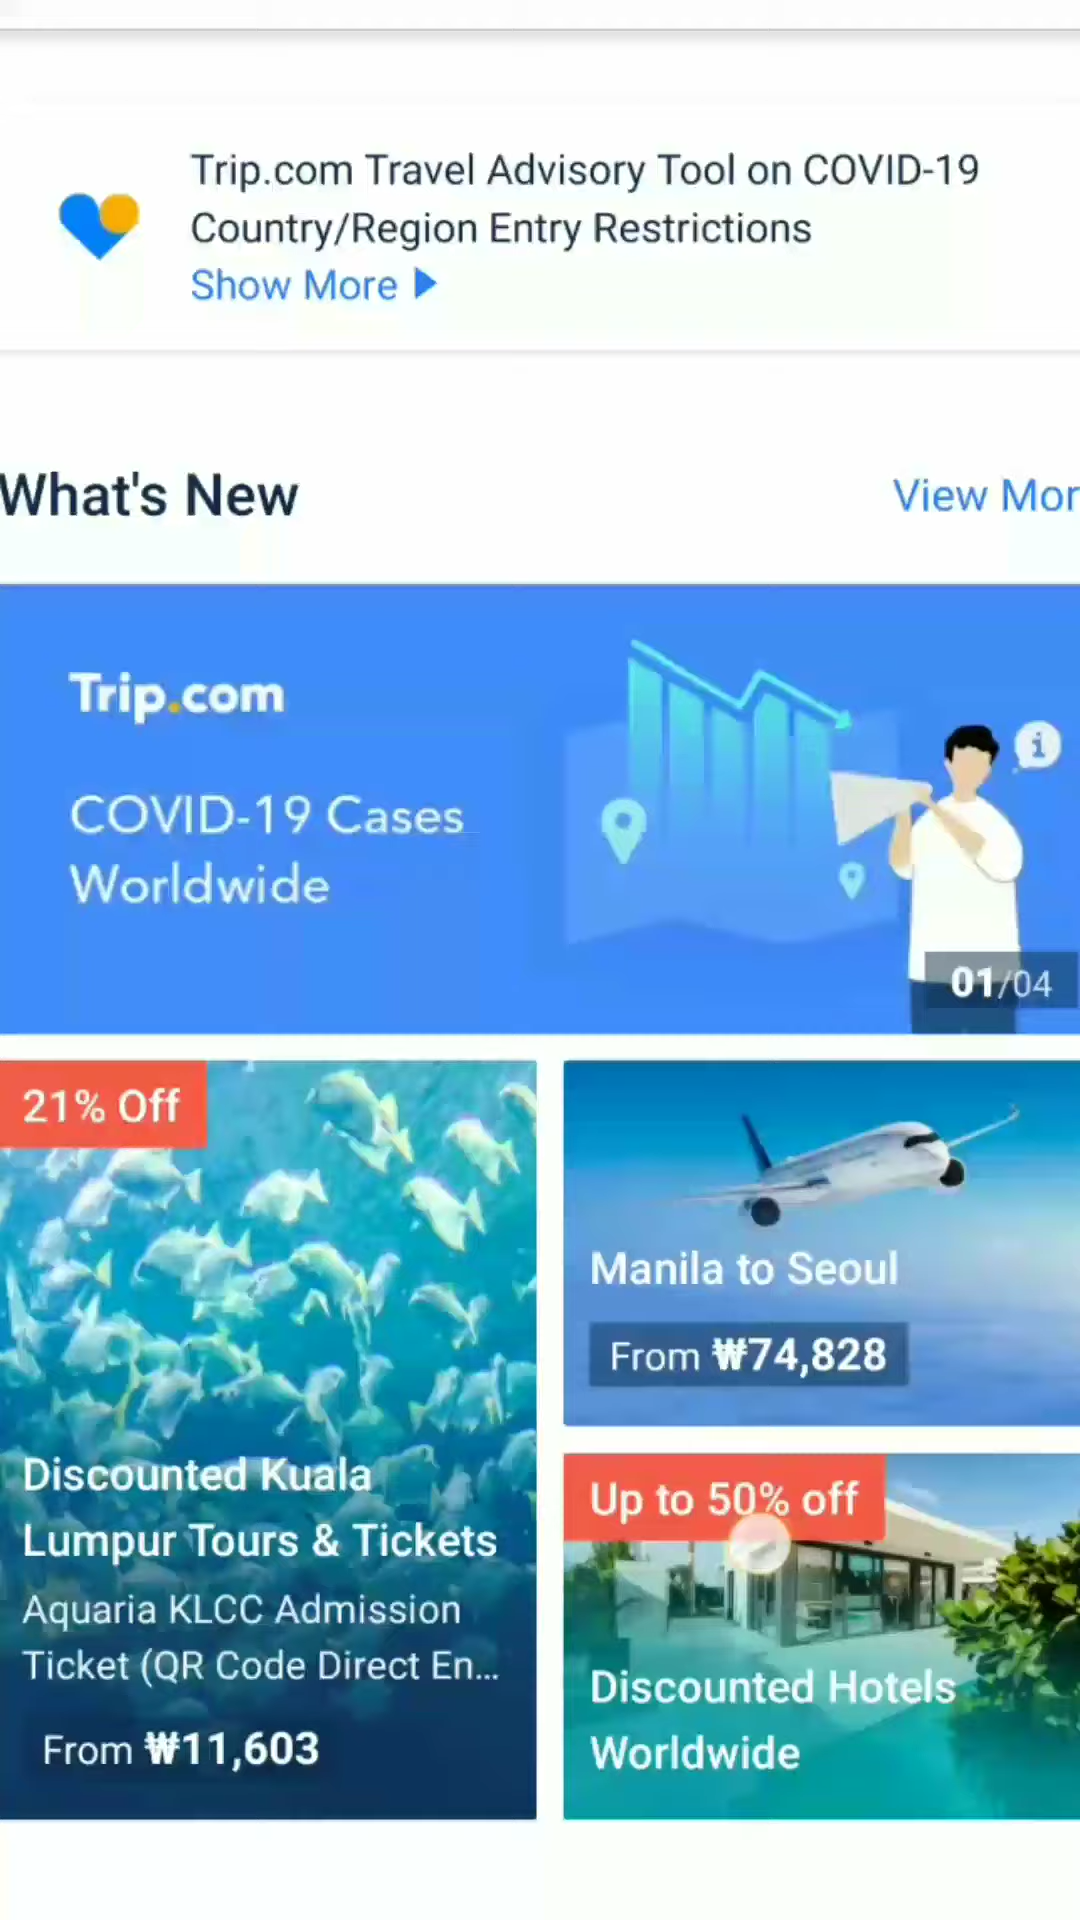 Trip.com Travel Advisory Tool on COVID-19
Country/Region Entry Restrictions
Show More
What's New
View Mor
Trip.com
COVID-19 Cases
Worldwide
i
01/04
21% Off
Discounted Kuala
Lumpur Tours & Tickets
Aquaria KLCC Admission
Ticket (QR Code Direct En...
From ₩11,603
Manila to Seoul
From ₩74,828
Up to 50% off
Discounted Hotels
Worldwide